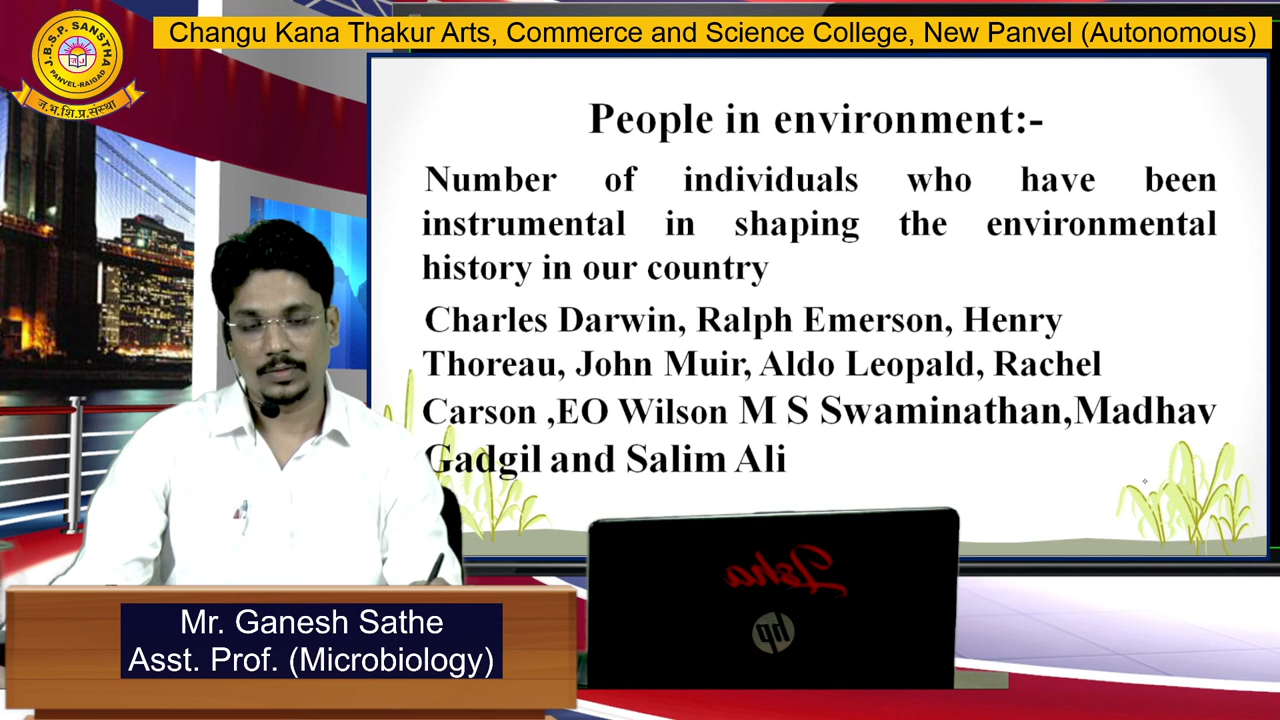 J.B.S.P. SANSTHA
PANVEL-RAIGAD
ज.भ.शि.प्र.संस्था
Changu Kana Thakur Arts, Commerce and Science College, New Panvel (Autonomous)
People in environment:-
Number of individuals who have been
instrumental in shaping the environmental
history in our country
Charles Darwin, Ralph Emerson, Henry
Thoreau, John Muir, Aldo Leopald, Rachel
Carson ,EO Wilson M S Swaminathan,Madhav
Gadgil and Salim Ali
Isha
hp
Mr. Ganesh Sathe
Asst. Prof. (Microbiology)